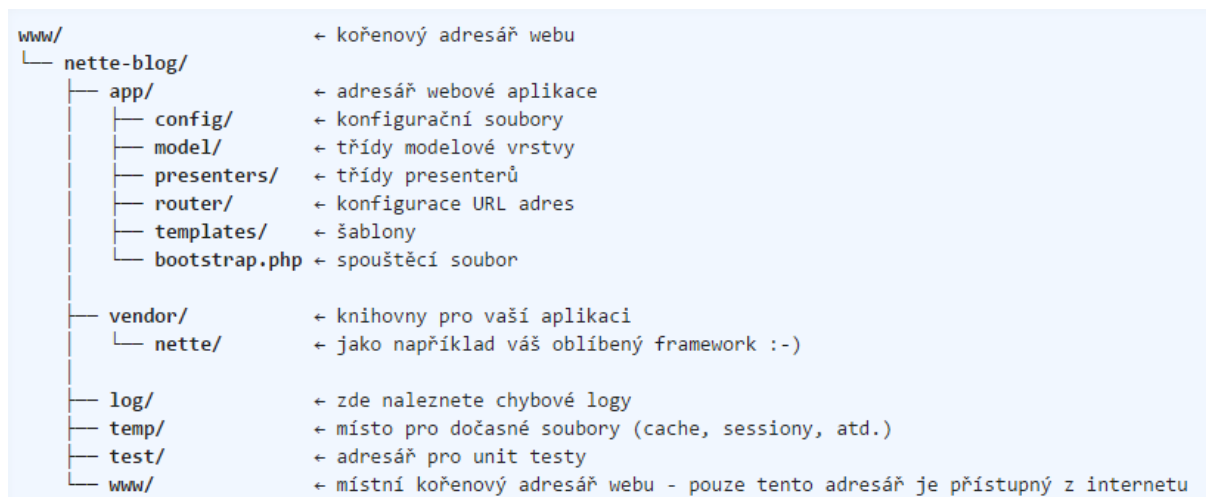 www/                          ← kořenový adresář webu
└── nette-blog/
    ├── app/                  ← adresář webové aplikace
    │   ├── config/           ← konfigurační soubory
    │   ├── model/            ← třídy modelové vrstvy
    │   ├── presenters/       ← třídy presenterů
    │   ├── router/           ← konfigurace URL adres
    │   ├── templates/        ← šablony
    │   └── bootstrap.php     ← spouštěcí soubor
    │
    ├── vendor/               ← knihovny pro vaší aplikaci
    │   └── nette/            ← jako například váš oblíbený framework :-)
    │
    ├── log/                  ← zde naleznete chybové logy
    ├── temp/                 ← místo pro dočasné soubory (cache, sessiony, atd.)
    ├── test/                 ← adresář pro unit testy
    └── www/                  ← místní kořenový adresář webu - pouze tento adresář je přístupný z internetu